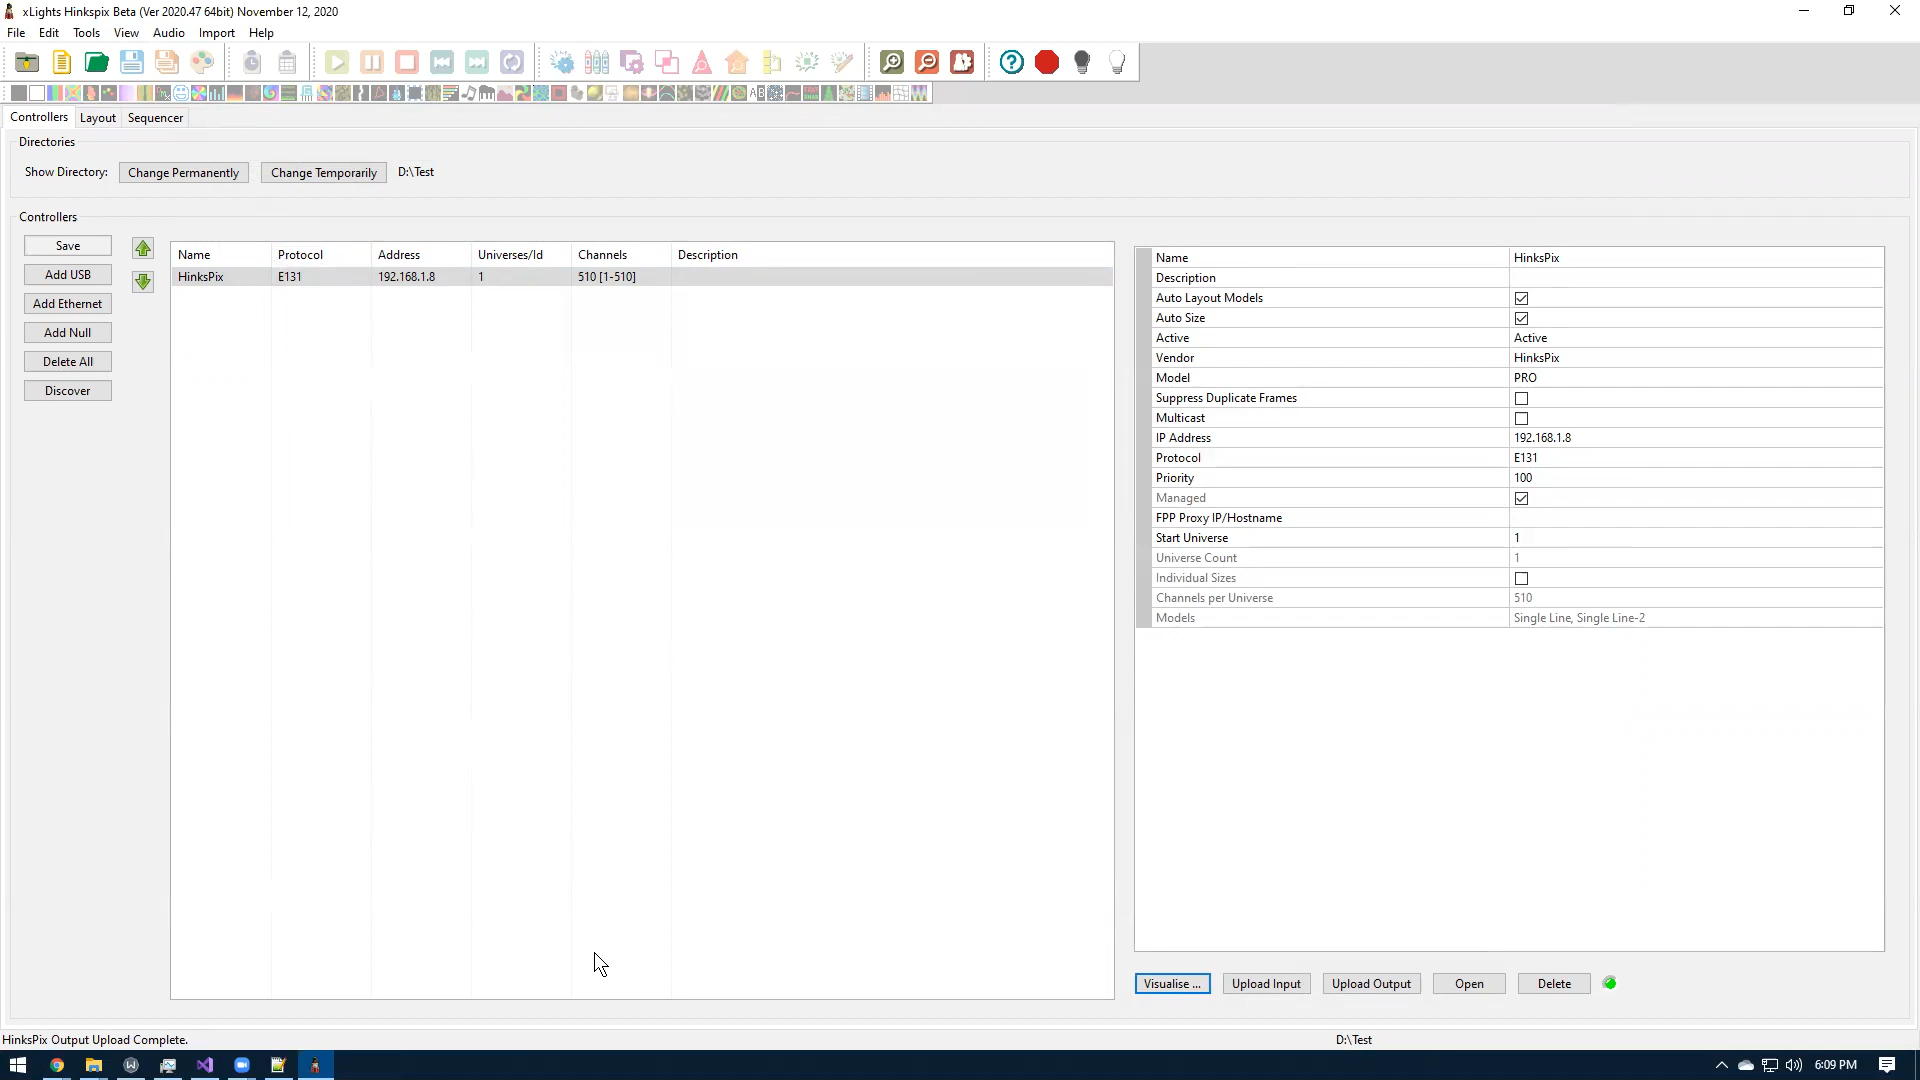 xLights Hinkspix Beta (Ver 2020.47 64bit) November 12, 2020
File Edit Tools View Audio Import Help
Controllers Layout Sequencer
Directories
Show Directory: Change Permanently Change Temporarily D:\Test
Controllers
Save
Add USB
Add Ethernet
Add Null
Delete All
Discover
Name Protocol Address Universes/Id Channels Description
HinksPix E131 192.168.1.8 1 510 [1-510]
Name HinksPix
Description
Auto Layout Models
Auto Size
Active Active
Vendor HinksPix
Model PRO
Suppress Duplicate Frames
Multicast
IP Address 192.168.1.8
Protocol E131
Priority 100
Managed
FPP Proxy IP/Hostname
Start Universe 1
Universe Count 1
Individual Sizes
Channels per Universe 510
Models Single Line, Single Line-2
Visualise ... Upload Input Upload Output Open Delete
HinksPix Output Upload Complete. D:\Test
6:09 PM